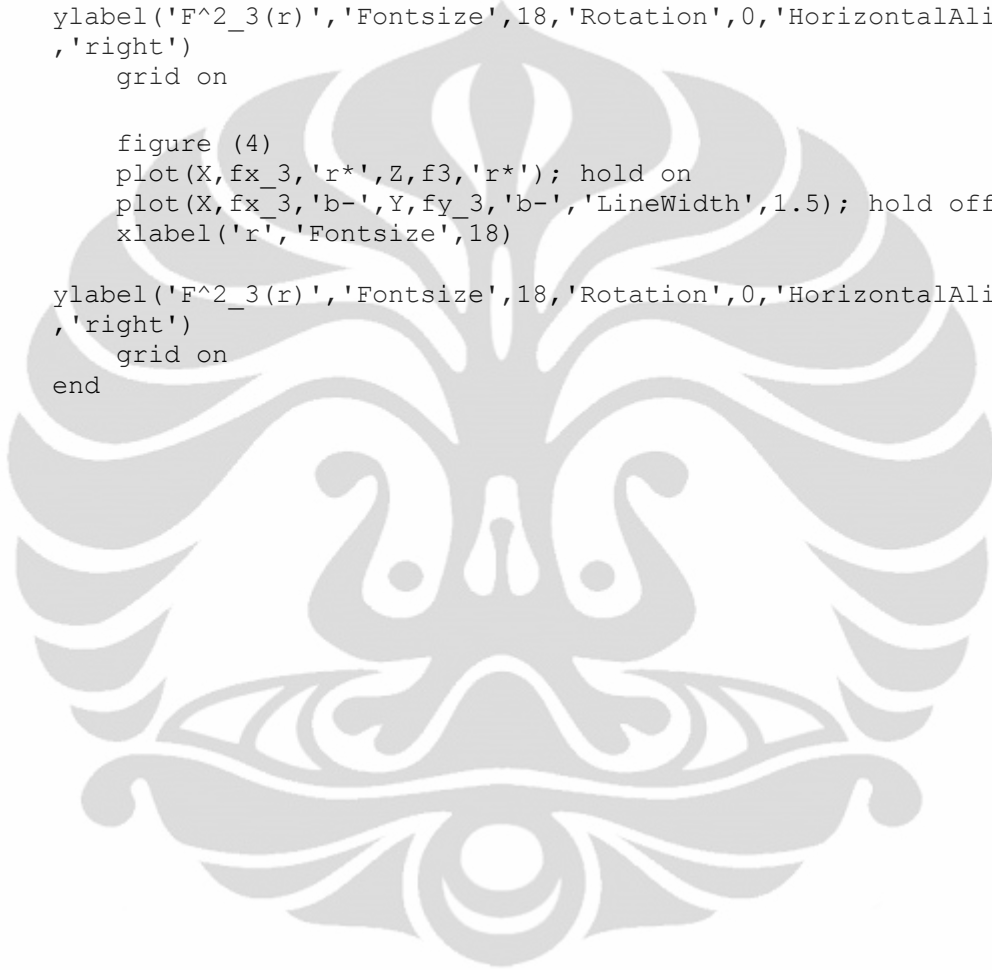 ylabel('F^2_3(r)','Fontsize',18,'Rotation',0,'HorizontalAli
,'right')
    grid on
    figure (4)
    plot(X,fx_3,'r*',Z,f3,'r*'); hold on
    plot(X,fx_3,'b-',Y,fy_3,'b-','LineWidth',1.5); hold off
    xlabel('r','Fontsize',18)
ylabel('F^2_3(r)','Fontsize',18,'Rotation',0,'HorizontalAli
,'right')
    grid on
end